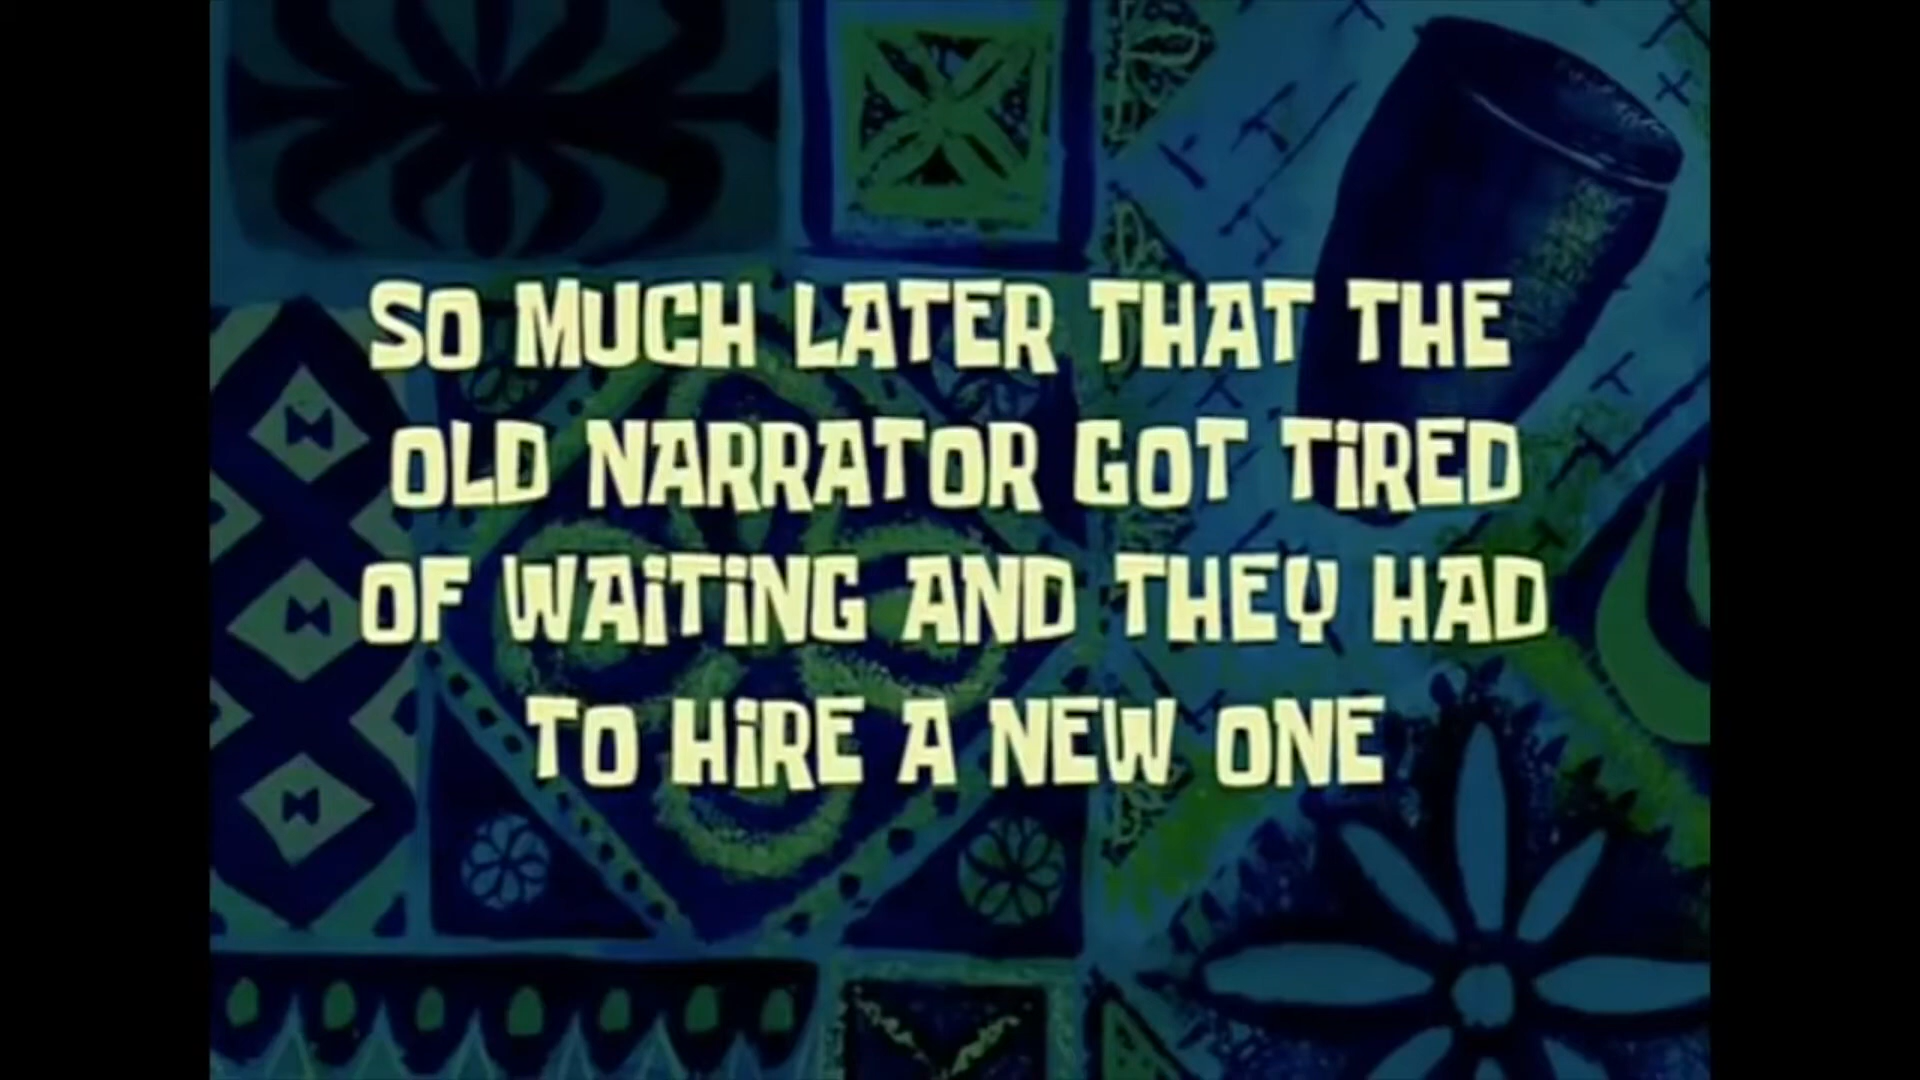 SO MUCH LATER THAT THE
OLD NARRATOR GOT TIRED
OF WAITING AND THEY HAD
TO HIRE A NEW ONE